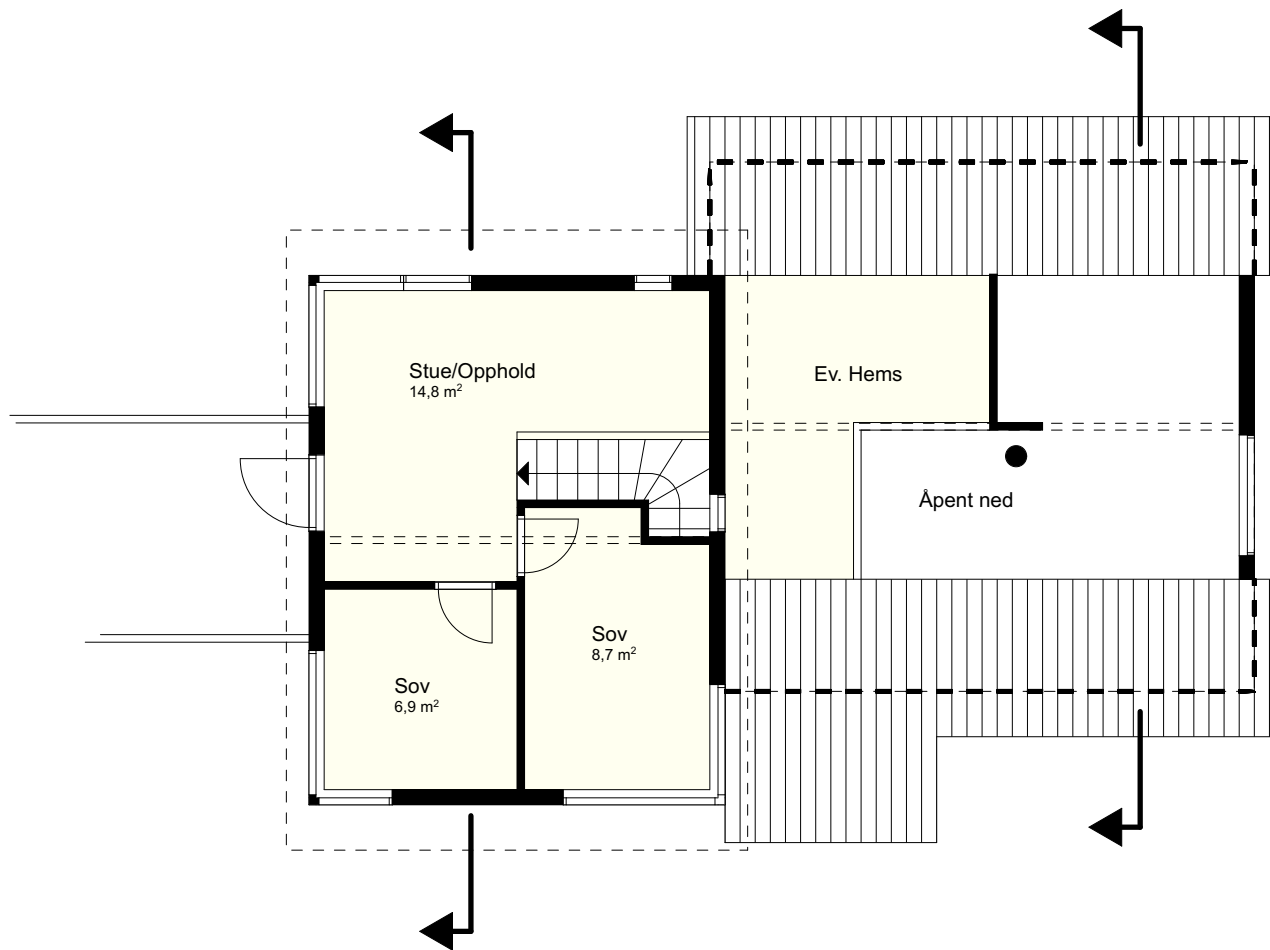 Stue/Opphold
14,8 m²
Ev. Hems
Åpent ned
Sov
8,7 m²
Sov
6,9 m²